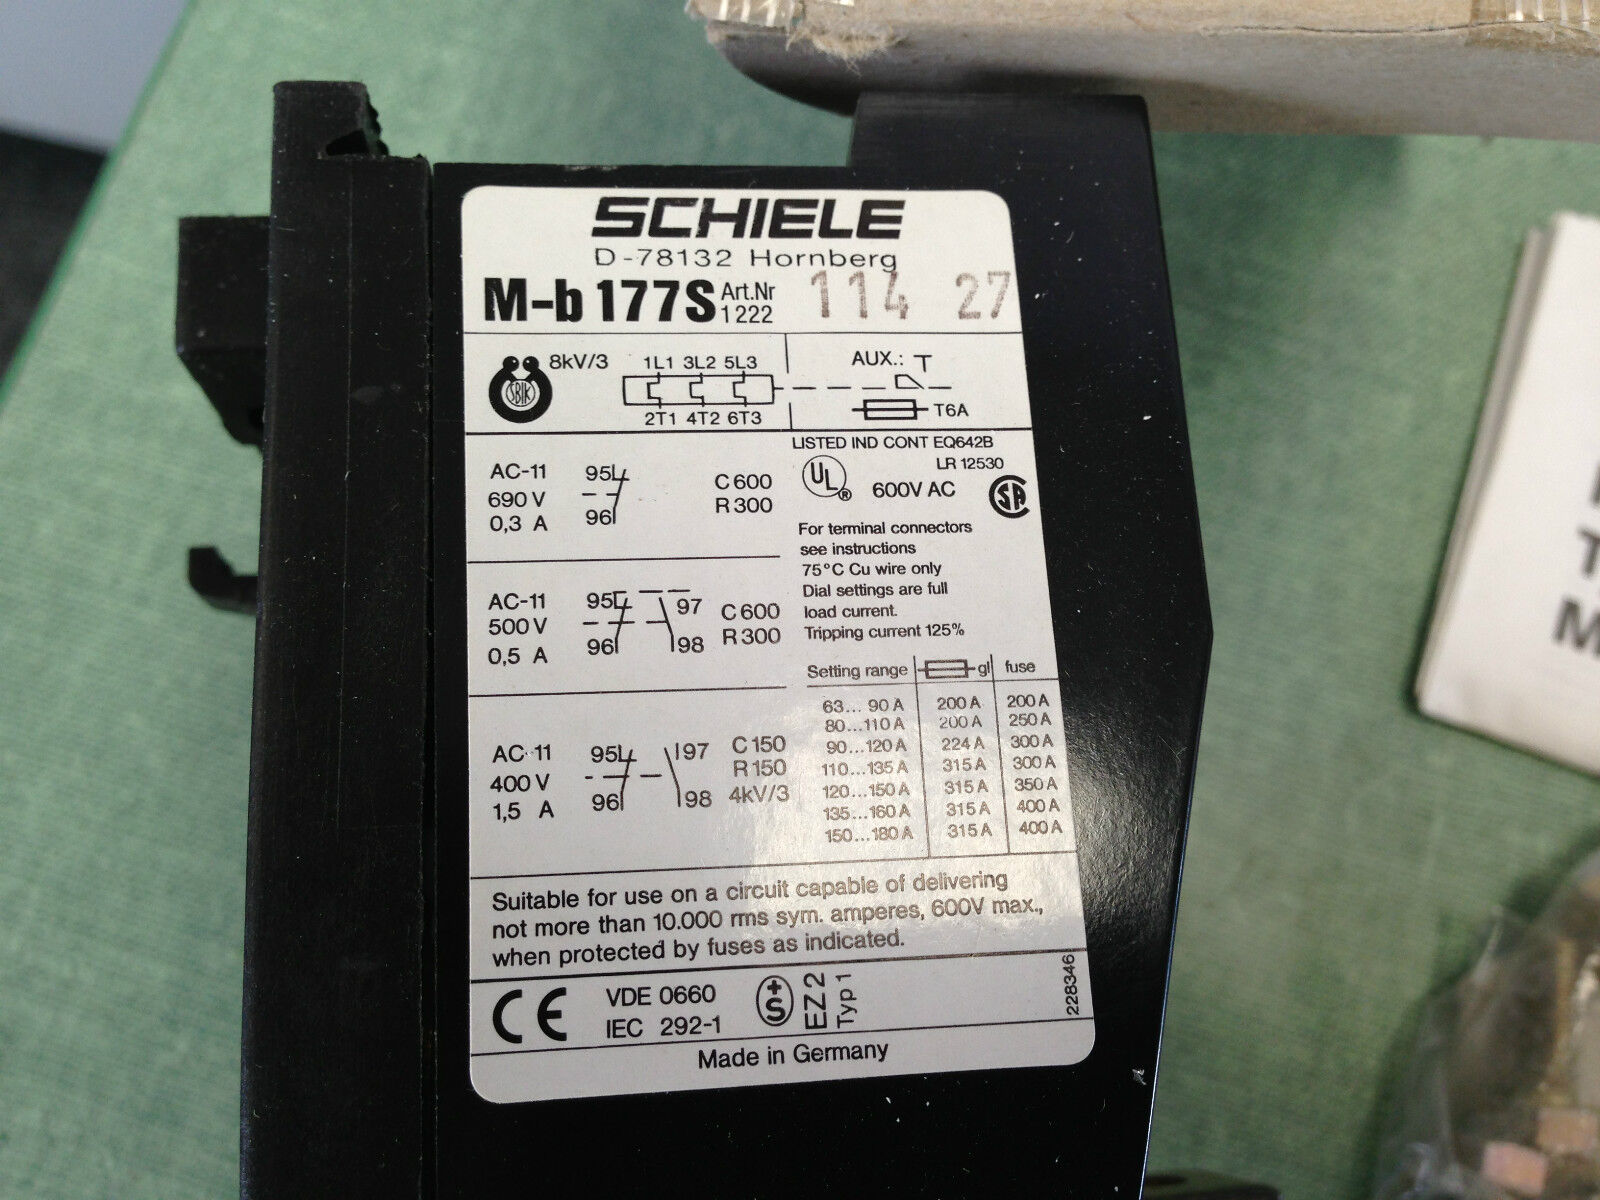 SCHIELE
D-78132 Hornberg
M-b 177S Art.Nr 1222 114 27
8kV/3 1L1 3L2 5L3 AUX.: T
SBIK
2T1 4T2 6T3 T6A
LISTED IND CONT EQ642B
LR 12530
UL ® 600V AC SA
AC-11 95 C600
690 V R300
0,3 A 96
For terminal connectors
see instructions
75°C Cu wire only
Dial settings are full
load current.
Tripping current 125%
AC-11 95 97 C600
500 V R300
0,5 A 96 98
Setting range gl fuse
63... 90 A 200 A 200 A
80...110 A 200 A 250 A
90...120 A 224 A 300 A
110...135 A 315 A 300 A
120...150 A 315 A 350 A
135...160 A 315 A 400 A
150...180 A 315 A 400 A
AC-11 95 97 C150
400 V R150
1,5 A 96 98 4kV/3
Suitable for use on a circuit capable of delivering
not more than 10.000 rms sym. amperes, 600V max.,
when protected by fuses as indicated.
CE VDE 0660 +S EZ 2 228346
IEC 292-1 Typ 1
Made in Germany